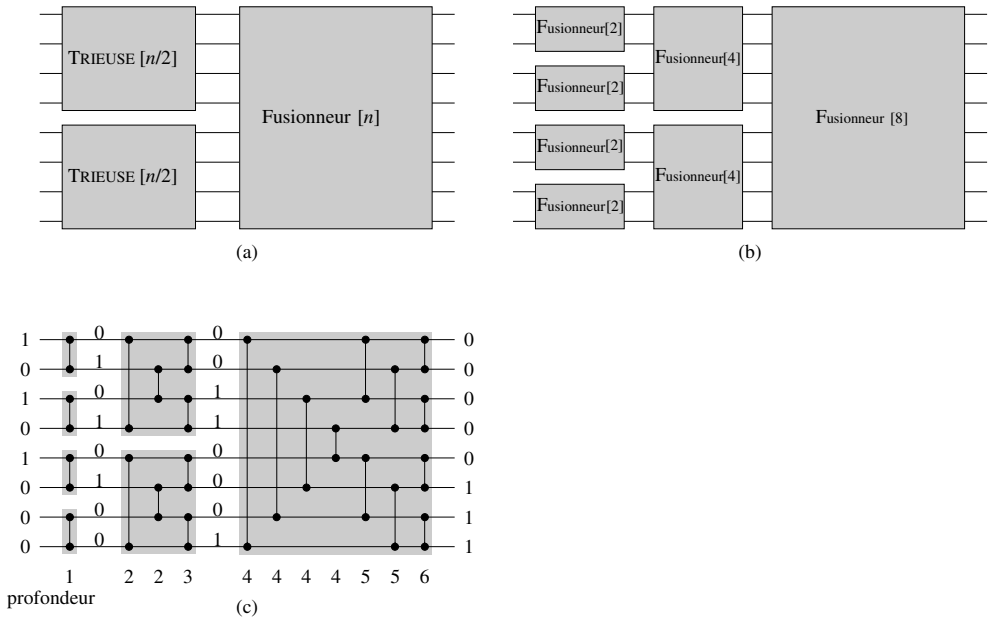 TRIEUSE [n/2]
Fusionneur [n]
TRIEUSE [n/2]
(a)
Fusionneur[2]
Fusionneur[4]
Fusionneur[2]
Fusionneur [8]
Fusionneur[2]
Fusionneur[4]
Fusionneur[2]
(b)
1 0 0 0
0 1 0 0
1 0 1 0
0 1 1 0
1 0 0 0
0 1 0 1
0 0 0 1
0 0 1 1
1 2 2 3 4 4 4 4 5 5 6
profondeur
(c)